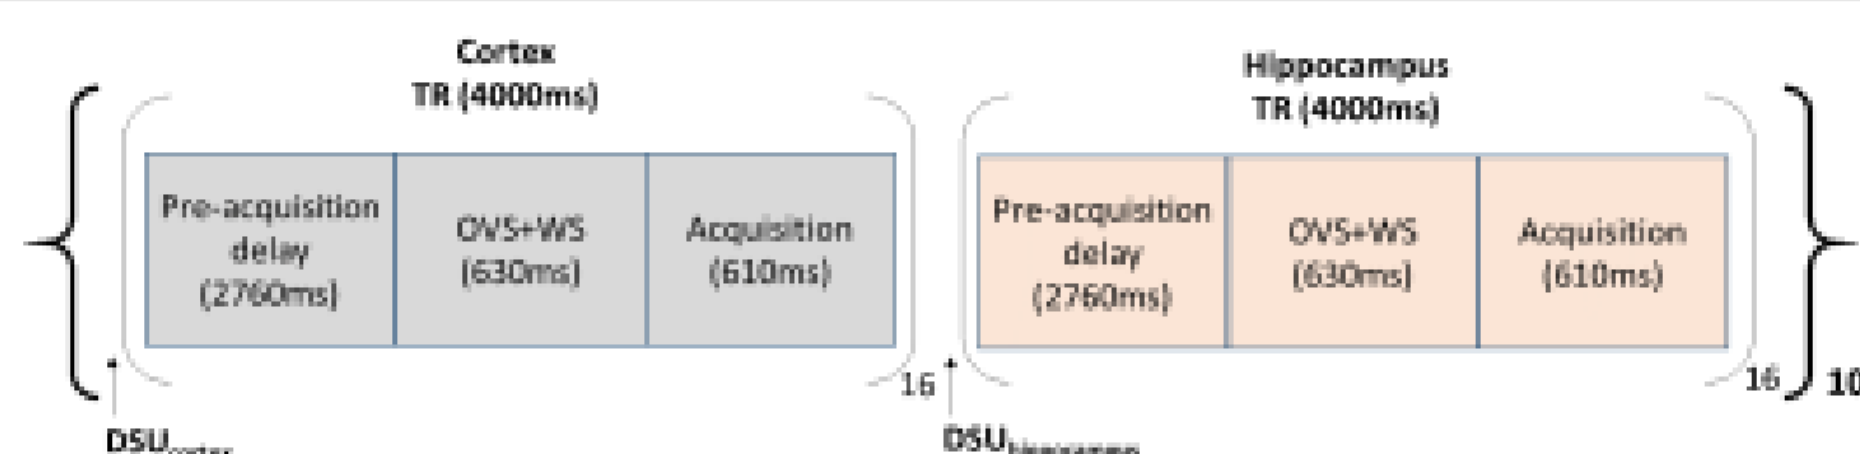 Cortex
TR (4000ms)
Hippocampus
TR (4000ms)
Pre-acquisition
delay
(2760ms)
OVS+WS
(630ms)
Acquisition
(610ms)
Pre-acquisition
delay
(2760ms)
OVS+WS
(630ms)
Acquisition
(610ms)
16
16
10
DSU
DSU